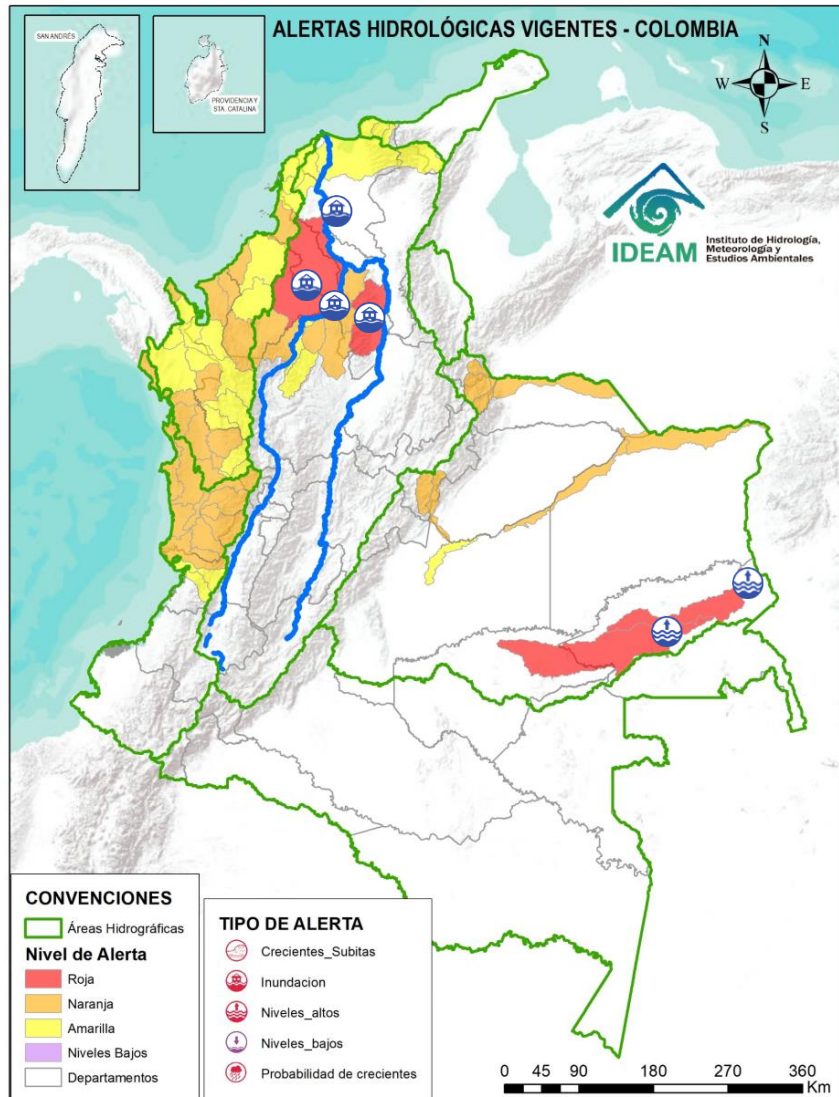 ALERTAS HIDROLÓGICAS VIGENTES - COLOMBIA
SAN ANDRÉS
PROVIDENCIA Y
STA. CATALINA
N
W
E
S
IDEAM
Instituto de Hidrología,
Meteorología y
Estudios Ambientales
CONVENCIONES
Áreas Hidrográficas
Nivel de Alerta
Roja
Naranja
Amarilla
Niveles Bajos
Departamentos
TIPO DE ALERTA
Crecientes_Subitas
Inundacion
Niveles_altos
Niveles_bajos
Probabilidad de crecientes
0 45 90 180 270 360
Km